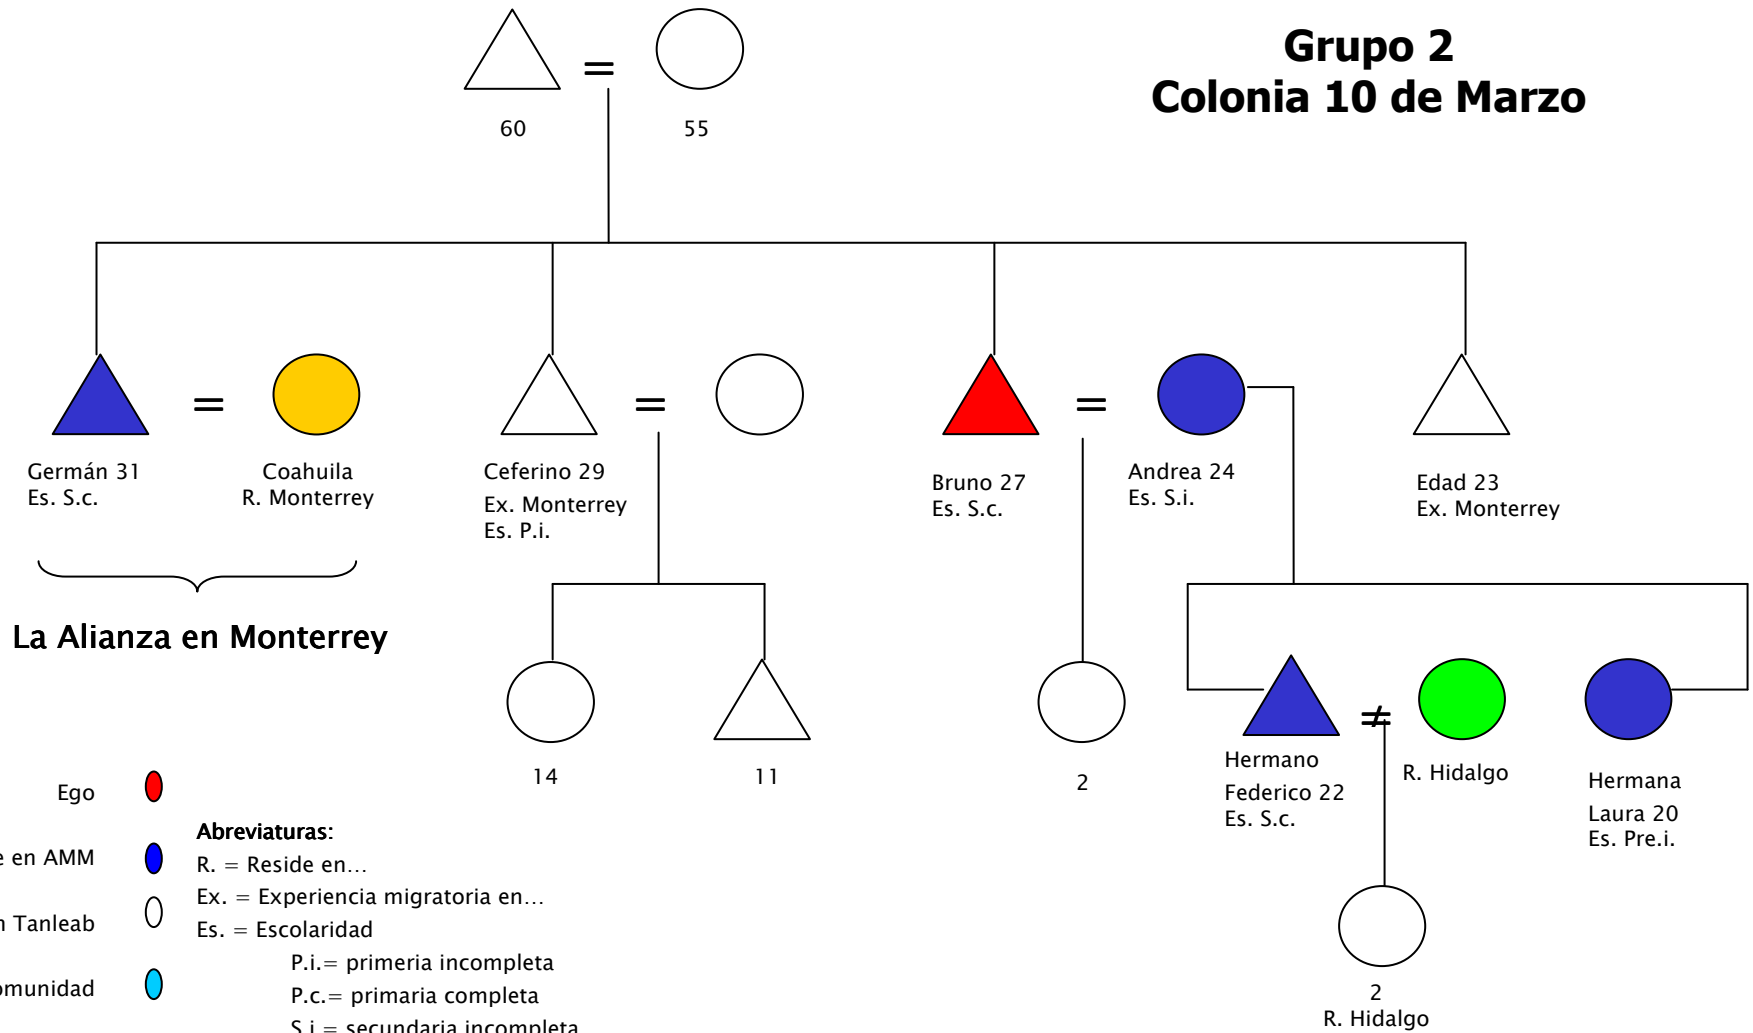 Grupo 2
Colonia 10 de Marzo
=
60
55
=
=
=
Germán 31
Es. S.c.
Coahuila
R. Monterrey
Ceferino 29
Ex. Monterrey
Es. P.i.
Bruno 27
Es. S.c.
Andrea 24
Es. S.i.
Edad 23
Ex. Monterrey
La Alianza en Monterrey
14
11
2
≠
Hermano
Federico 22
Es. S.c.
R. Hidalgo
Hermana
Laura 20
Es. Pre.i.
2
R. Hidalgo
Ego
en AMM
Tanleab
Abreviaturas:
R. = Reside en…
Ex. = Experiencia migratoria en…
Es. = Escolaridad
P.i.= primeria incompleta
P.c.= primaria completa
S.i = secundaria incompleta